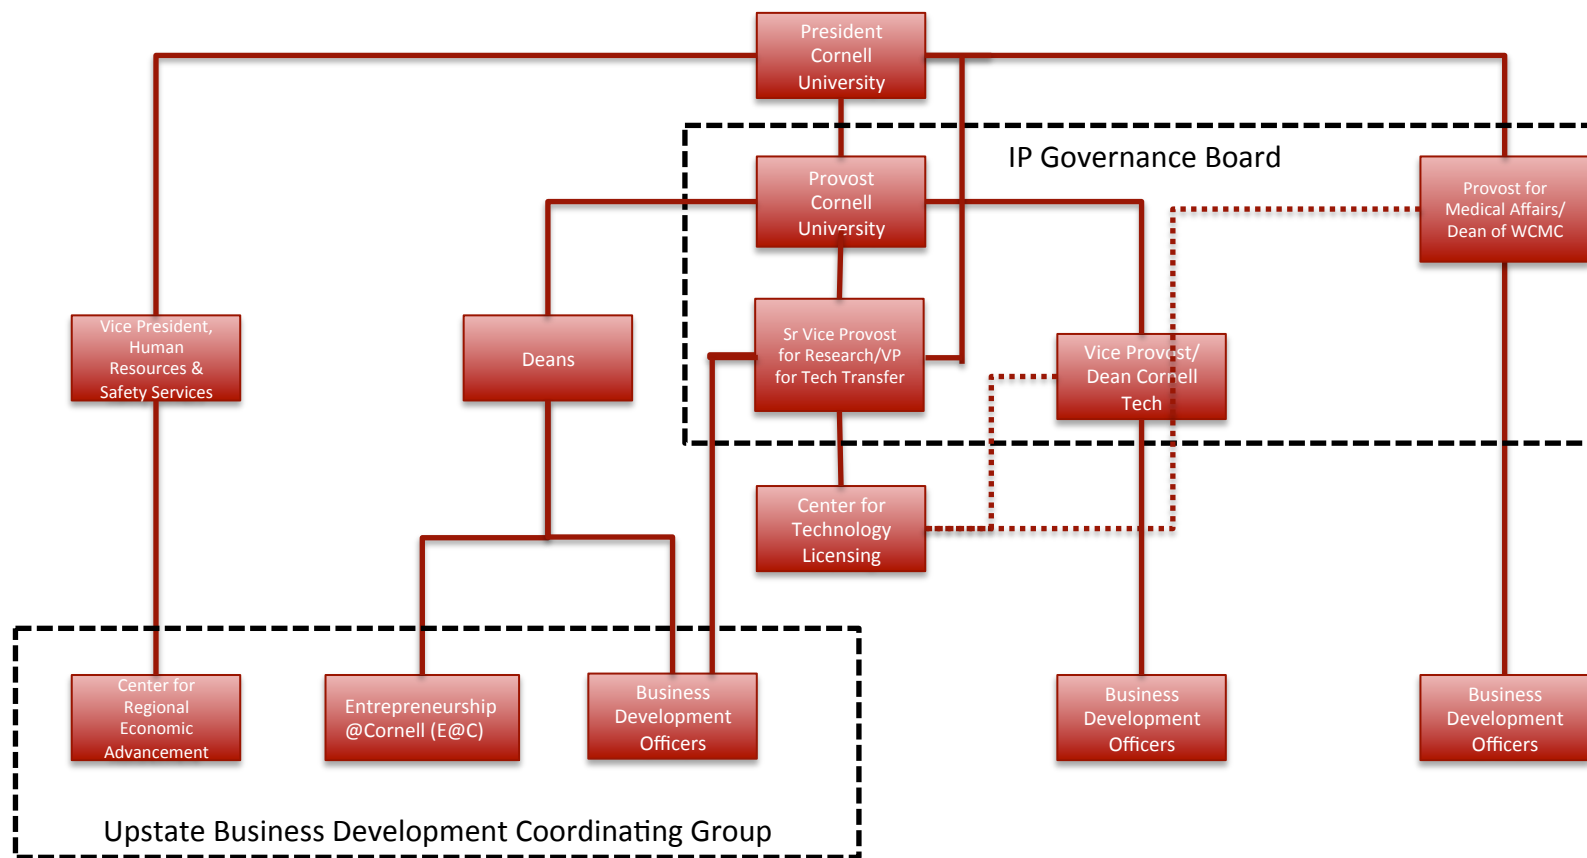 President
Cornell
University
IP Governance Board
Provost
Cornell
University
Provost for
Medical Affairs/
Dean of WCMC
Vice President,
Human
Resources &
Safety Services
Deans
Sr Vice Provost
for Research/VP
for Tech Transfer
Vice Provost/
Dean Cornell
Tech
Center for
Technology
Licensing
Center for
Regional
Economic
Advancement
Entrepreneurship
@Cornell (E@C)
Business
Development
Officers
Business
Development
Officers
Business
Development
Officers
Upstate Business Development Coordinating Group